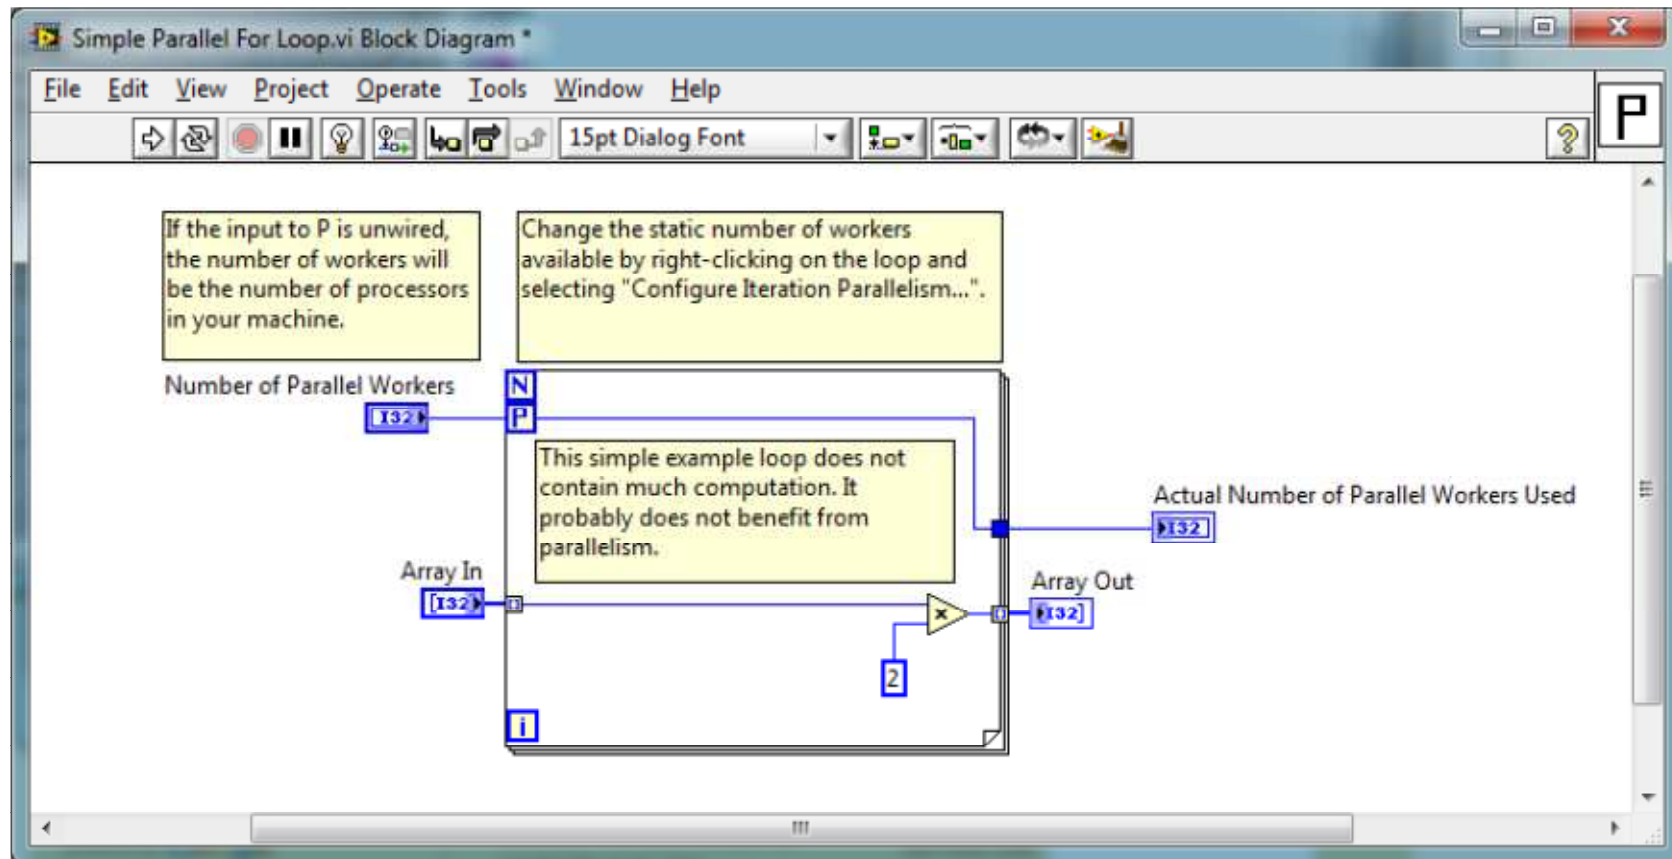 Simple Parallel For Loop.vi Block Diagram *
File Edit View Project Operate Tools Window Help
15pt Dialog Font
P
If the input to P is unwired,
the number of workers will
be the number of processors
in your machine.
Change the static number of workers
available by right-clicking on the loop and
selecting "Configure Iteration Parallelism...".
Number of Parallel Workers
I32
N
P
This simple example loop does not
contain much computation. It
probably does not benefit from
parallelism.
Actual Number of Parallel Workers Used
I32
Array In
[I32]
Array Out
[I32]
x
2
i